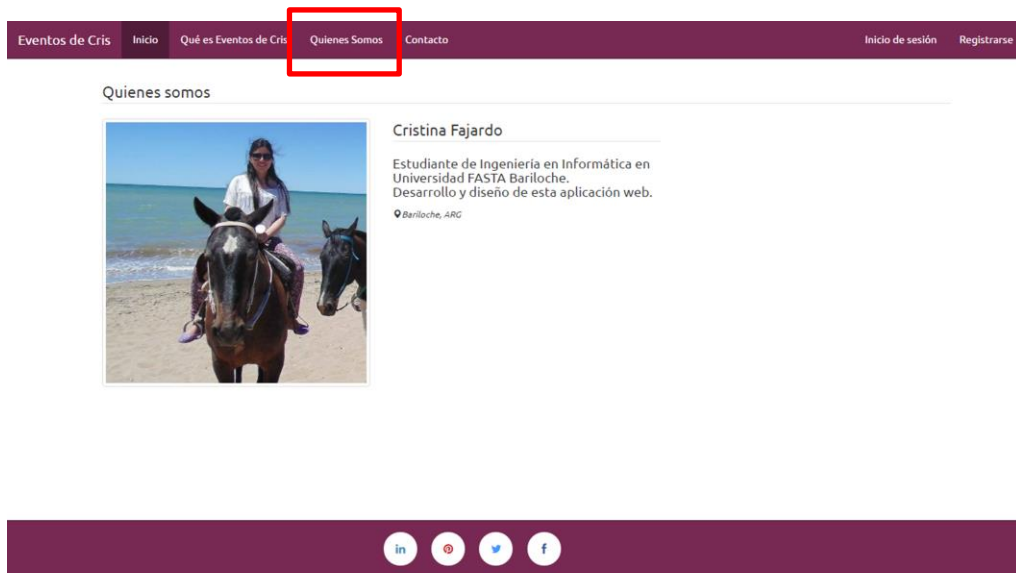 Eventos de Cris Inicio Qué es Eventos de Cris Quienes Somos Contacto Inicio de sesión Registrarse
Quienes somos
Cristina Fajardo
Estudiante de Ingeniería en Informática en
Universidad FASTA Bariloche.
Desarrollo y diseño de esta aplicación web.
Bariloche, ARG